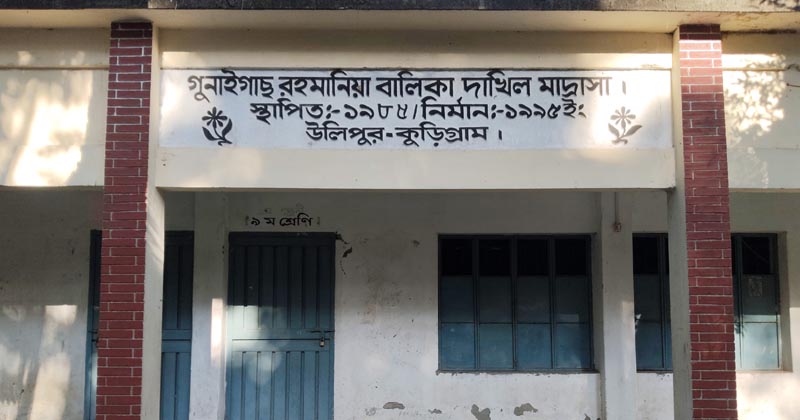 গুনাইগাছ রহমানিয়া বালিকা দাখিল মাদ্রাসা।
স্থাপিত:-১৯৮৫/নির্মান:-১৯৯৫ইং
উলিপুর-কুড়িগ্রাম।
৯ম শ্রেণি